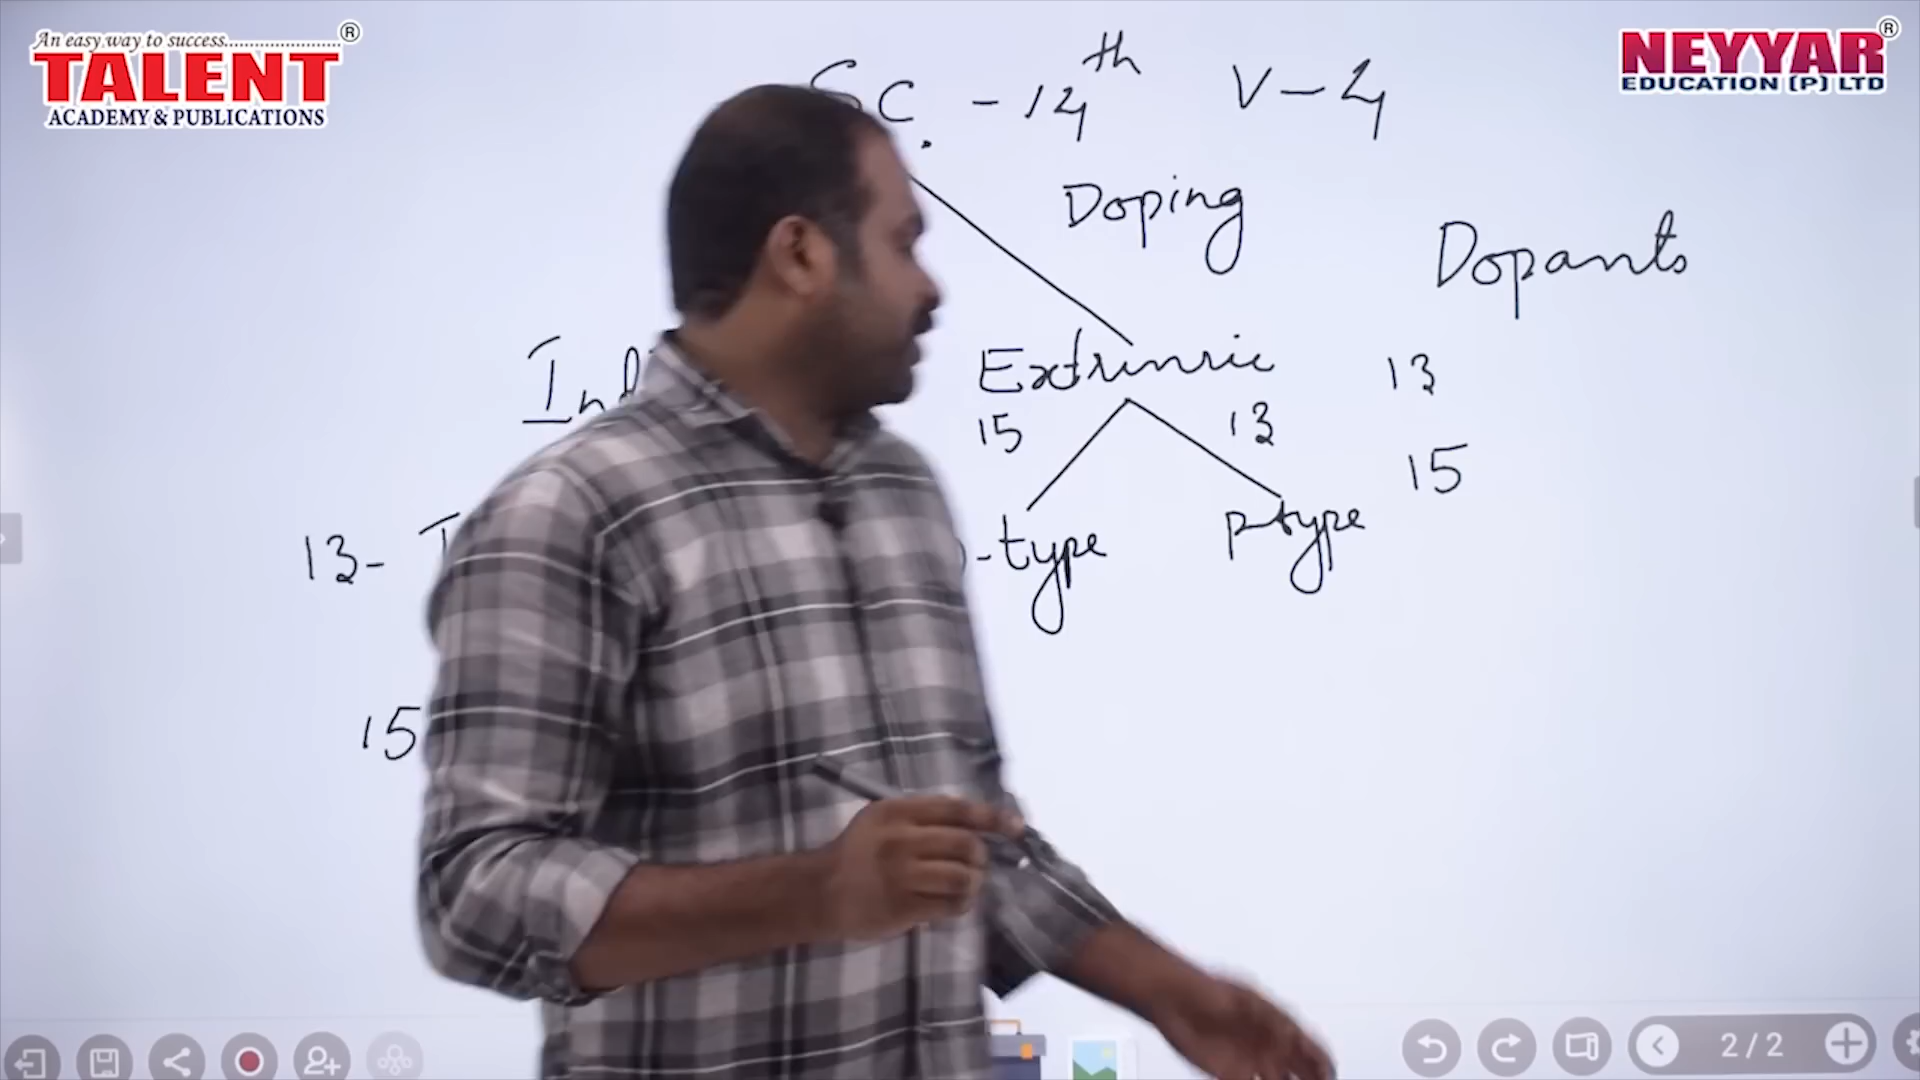 An easy way to success........................®
TALENT
ACADEMY & PUBLICATIONS
NEYYAR®
EDUCATION (P) LTD
SC - 14th V - 4
Doping
Dopants
Extrinsic 13
15 13
15
-type p-type
13-
15
2/2